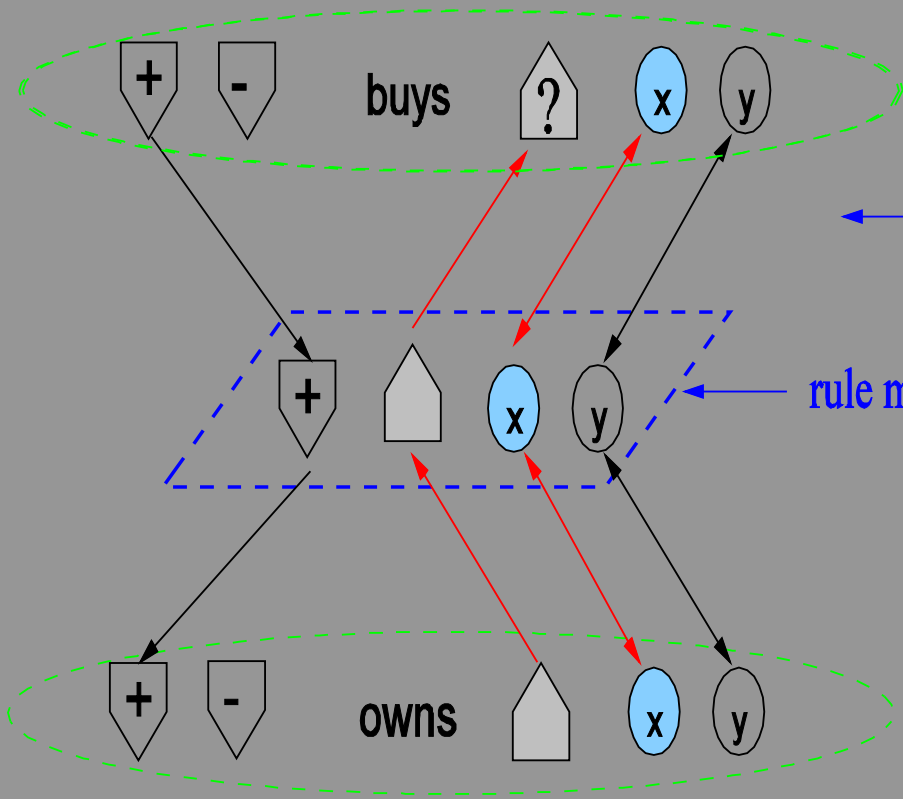 + - buys ? x y
+ x y rule
+ - owns x y